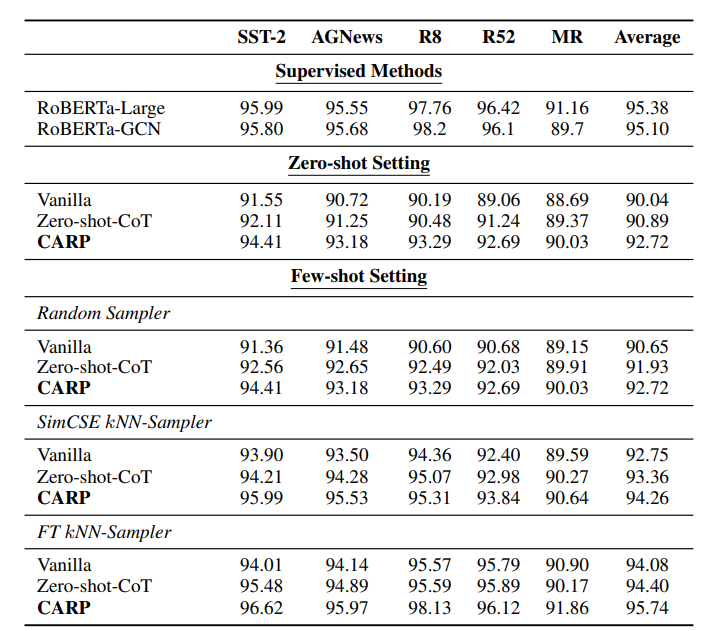 SST-2 AGNews R8 R52 MR Average
Supervised Methods
RoBERTa-Large 95.99 95.55 97.76 96.42 91.16 95.38
RoBERTa-GCN 95.80 95.68 98.2 96.1 89.7 95.10
Zero-shot Setting
Vanilla 91.55 90.72 90.19 89.06 88.69 90.04
Zero-shot-CoT 92.11 91.25 90.48 91.24 89.37 90.89
CARP 94.41 93.18 93.29 92.69 90.03 92.72
Few-shot Setting
Random Sampler
Vanilla 91.36 91.48 90.60 90.68 89.15 90.65
Zero-shot-CoT 92.56 92.65 92.49 92.03 89.91 91.93
CARP 94.41 93.18 93.29 92.69 90.03 92.72
SimCSE kNN-Sampler
Vanilla 93.90 93.50 94.36 92.40 89.59 92.75
Zero-shot-CoT 94.21 94.28 95.07 92.98 90.27 93.36
CARP 95.99 95.53 95.31 93.84 90.64 94.26
FT kNN-Sampler
Vanilla 94.01 94.14 95.57 95.79 90.90 94.08
Zero-shot-CoT 95.48 94.89 95.59 95.89 90.17 94.40
CARP 96.62 95.97 98.13 96.12 91.86 95.74